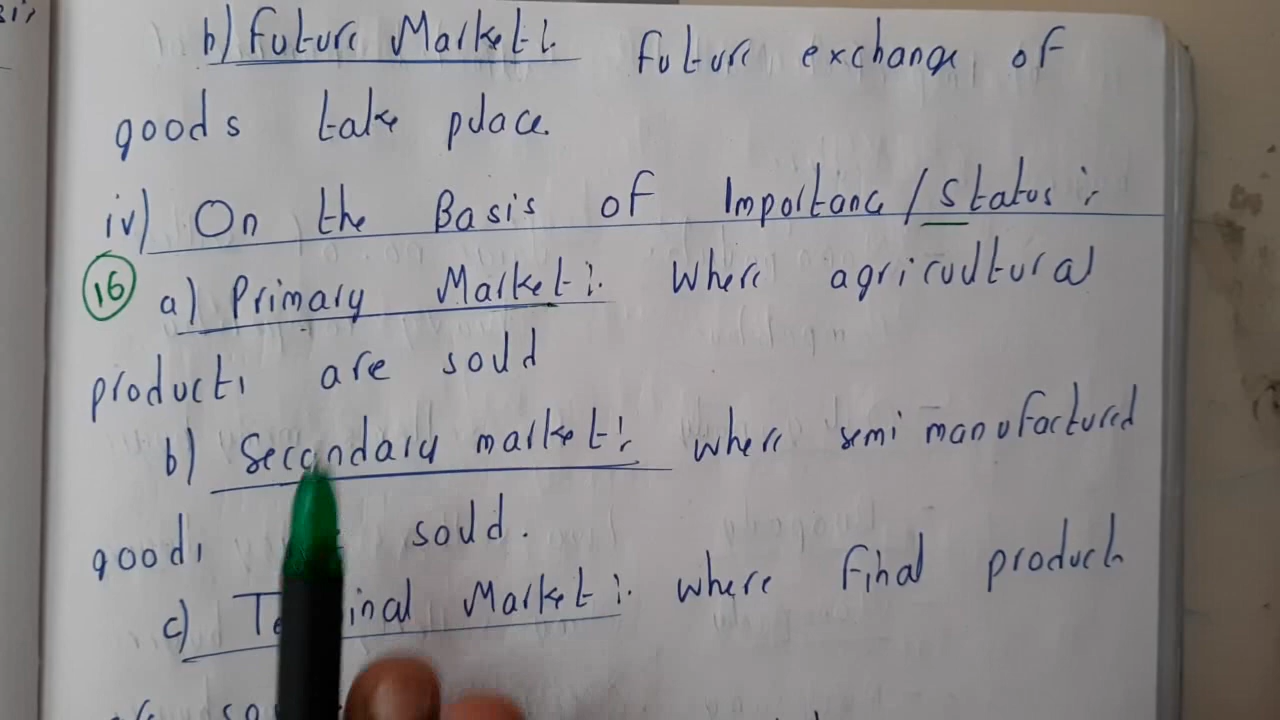 b) Future Market:. Future exchange of
goods take place.
iv) On the Basis of Importanc / Status:
16 a) Primary Market:. Where agricultural
products are sold
b) Secondary market: where semi manufactured
goods sold.
c) inal Market:. where final products